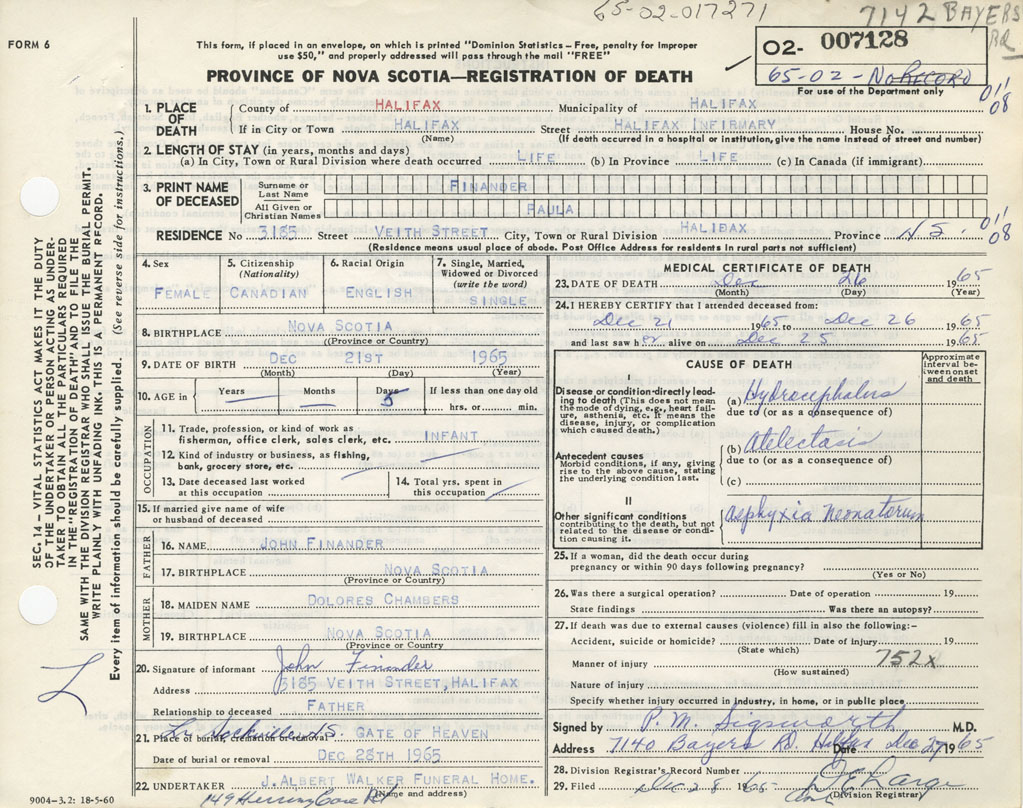 65-02-017271
7142 BAYERS RD
FORM 6
This form, if placed in an envelope, on which is printed "Dominion Statistics – Free, penalty for improper
use $50," and properly addressed will pass through the mail "FREE"
02- 007128
65-02 - NO RECORD
For use of the Department only
PROVINCE OF NOVA SCOTIA—REGISTRATION OF DEATH
01'
08
1. PLACE OF DEATH
County of HALIFAX Municipality of HALIFAX
If in City or Town HALIFAX Street HALIFAX INFIRMARY House No.
(Name) (If death occurred in a hospital or institution, give the name instead of street and number)
2. LENGTH OF STAY (in years, months and days)
(a) In City, Town or Rural Division where death occurred LIFE (b) In Province LIFE (c) In Canada (if immigrant)
3. PRINT NAME OF DECEASED
Surname or Last Name FINANDER
All Given or Christian Names PAULA
RESIDENCE No 3185 Street VEITH STREET City, Town or Rural Division HALIBAX Province N.S.
01'
08
(Residence means usual place of abode. Post Office Address for residents in rural parts not sufficient)
4. Sex
FEMALE
5. Citizenship (Nationality)
CANADIAN
6. Racial Origin
ENGLISH
7. Single, Married, Widowed or Divorced (write the word)
SINGLE
8. BIRTHPLACE NOVA SCOTIA
(Province or Country)
9. DATE OF BIRTH DEC 21ST 1965
(Month) (Day) (Year)
10. AGE in Years Months Days 5 If less than one day old
hrs. or min.
OCCUPATION
11. Trade, profession, or kind of work as
fisherman, office clerk, sales clerk, etc. INFANT
12. Kind of industry or business, as fishing,
bank, grocery store, etc.
13. Date deceased last worked
at this occupation
14. Total yrs. spent in
this occupation
15. If married give name of wife
or husband of deceased
FATHER
16. NAME JOHN FINANDER
17. BIRTHPLACE NOVA SCOTIA
(Province or Country)
MOTHER
18. MAIDEN NAME DOLORES CHAMBERS
19. BIRTHPLACE NOVA SCOTIA
(Province or Country
20. Signature of informant John Finander
Address 3185 VEITH STREET, HALIFAX
Relationship to deceased FATHER
21. Place of burial, cremation or removal Lr. Sackville N.S. GATE OF HEAVEN
Date of burial or removal DEC 28TH 1965
22. UNDERTAKER J. ALBERT WALKER FUNERAL HOME.
149 Herring Cove Rd
(Name and address)
9004–3.2: 18-5-60
MEDICAL CERTIFICATE OF DEATH
23. DATE OF DEATH Dec 26 1965
(Month) (Day) (Year)
24. I HEREBY CERTIFY that I attended deceased from:
Dec 21 1965 to Dec 26 1965
and last saw her alive on Dec 25 1965
CAUSE OF DEATH
Approximate interval between onset and death
I
Disease or condition directly leading to death (This does not mean the mode of dying, e.g., heart failure, asthenia, etc. It means the disease, injury, or complication which caused death.)
(a) Hydrocephalus
due to (or as a consequence of)
Antecedent causes
Morbid conditions, if any, giving rise to the above cause, stating the underlying condition last.
(b) Atelectasis
due to (or as a consequence of)
(c)
II
Other significant conditions
contributing to the death, but not related to the disease or condition causing it.
Asphyxia Neonatorum
25. If a woman, did the death occur during
pregnancy or within 90 days following pregnancy?
(Yes or No)
26. Was there a surgical operation? Date of operation 19
State findings Was there an autopsy?
27. If death was due to external causes (violence) fill in also the following:–
Accident, suicide or homicide? Date of injury 19
(State which)
752X
Manner of injury
(How sustained)
Nature of injury
Specify whether injury occurred in Industry, in home, or in public place
Signed by P. M. Sigsworth M.D.
Address 7140 Bayers Rd. Halifax Date Dec 27 1965
28. Division Registrar's Record Number
29. Filed Dec 28 1965
(Division Registrar)
SEC. 14 – VITAL STATISTICS ACT MAKES IT THE DUTY
OF THE UNDERTAKER OR PERSON ACTING AS UNDER-
TAKER TO OBTAIN ALL THE PARTICULARS REQUIRED
IN THE "REGISTRATION OF DEATH" AND TO FILE THE
SAME WITH THE DIVISION REGISTRAR WHO SHALL ISSUE THE BURIAL PERMIT.
WRITE PLAINLY WITH UNFADING INK. THIS IS A PERMANENT RECORD.
Every item of information should be carefully supplied. (See reverse side for instructions.)